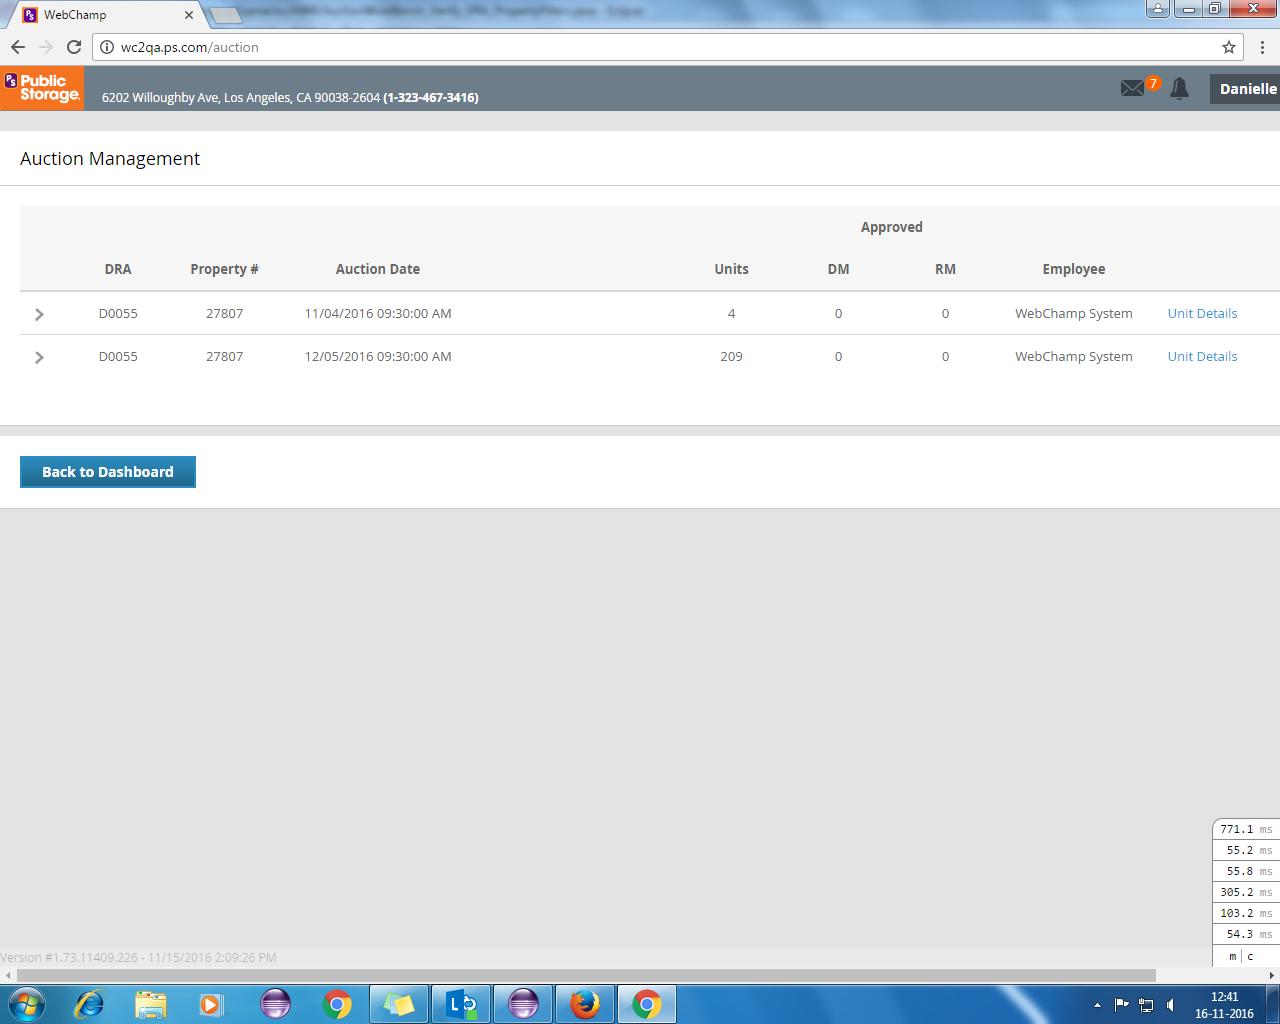 WebChamp
wc2qa.ps.com/auction
PS Public Storage.
6202 Willoughby Ave, Los Angeles, CA 90038-2604 (1-323-467-3416)
7
Danielle
Auction Management
Approved
DRA Property # Auction Date Units DM RM Employee
D0055 27807 11/04/2016 09:30:00 AM 4 0 0 WebChamp System Unit Details
D0055 27807 12/05/2016 09:30:00 AM 209 0 0 WebChamp System Unit Details
Back to Dashboard
771.1 ms
55.2 ms
55.8 ms
305.2 ms
103.2 ms
54.3 ms
m | c
Version #1.73.11409.226 - 11/15/2016 2:09:26 PM
12:41
16-11-2016